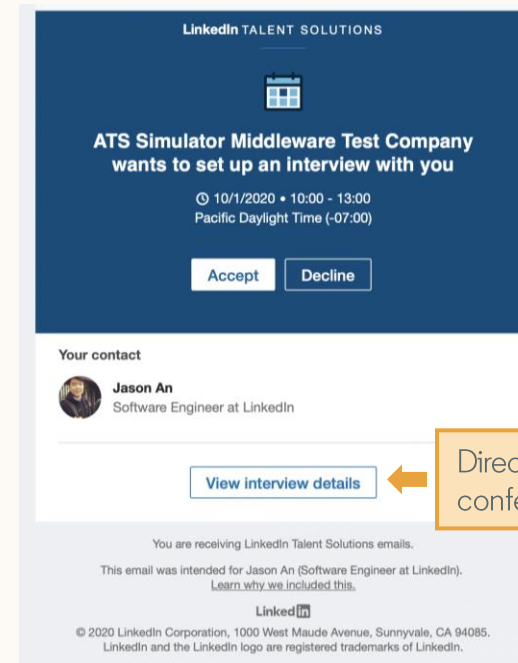 LinkedIn TALENT SOLUTIONS
ATS Simulator Middleware Test Company
wants to set up an interview with you
10/1/2020 • 10:00 - 13:00
Pacific Daylight Time (-07:00)
Accept Decline
Your contact
Jason An
Software Engineer at LinkedIn
View interview details
You are receiving LinkedIn Talent Solutions emails.
This email was intended for Jason An (Software Engineer at LinkedIn).
Learn why we included this.
LinkedIn
© 2020 LinkedIn Corporation, 1000 West Maude Avenue, Sunnyvale, CA 94085.
LinkedIn and the LinkedIn logo are registered trademarks of LinkedIn.